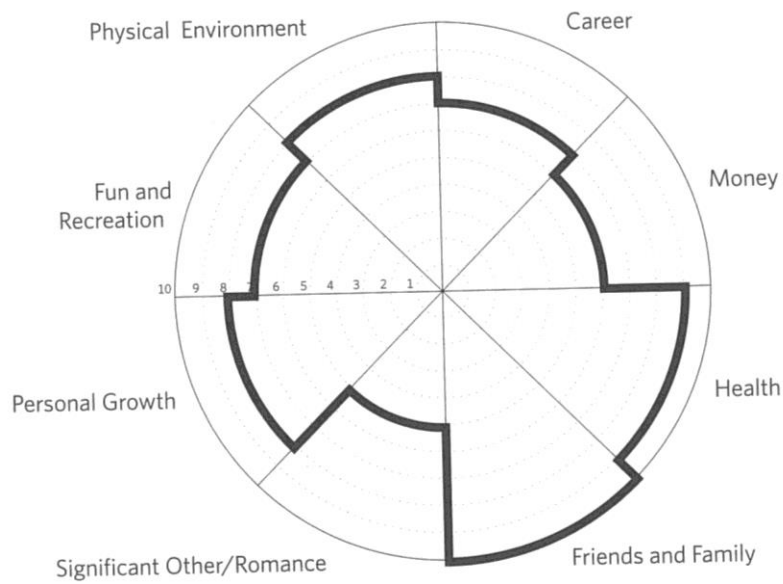 Physical Environment
Career
Fun and
Recreation
Money
10 9 8 7 6 5 4 3 2 1
Personal Growth
Health
Significant Other/Romance
Friends and Family